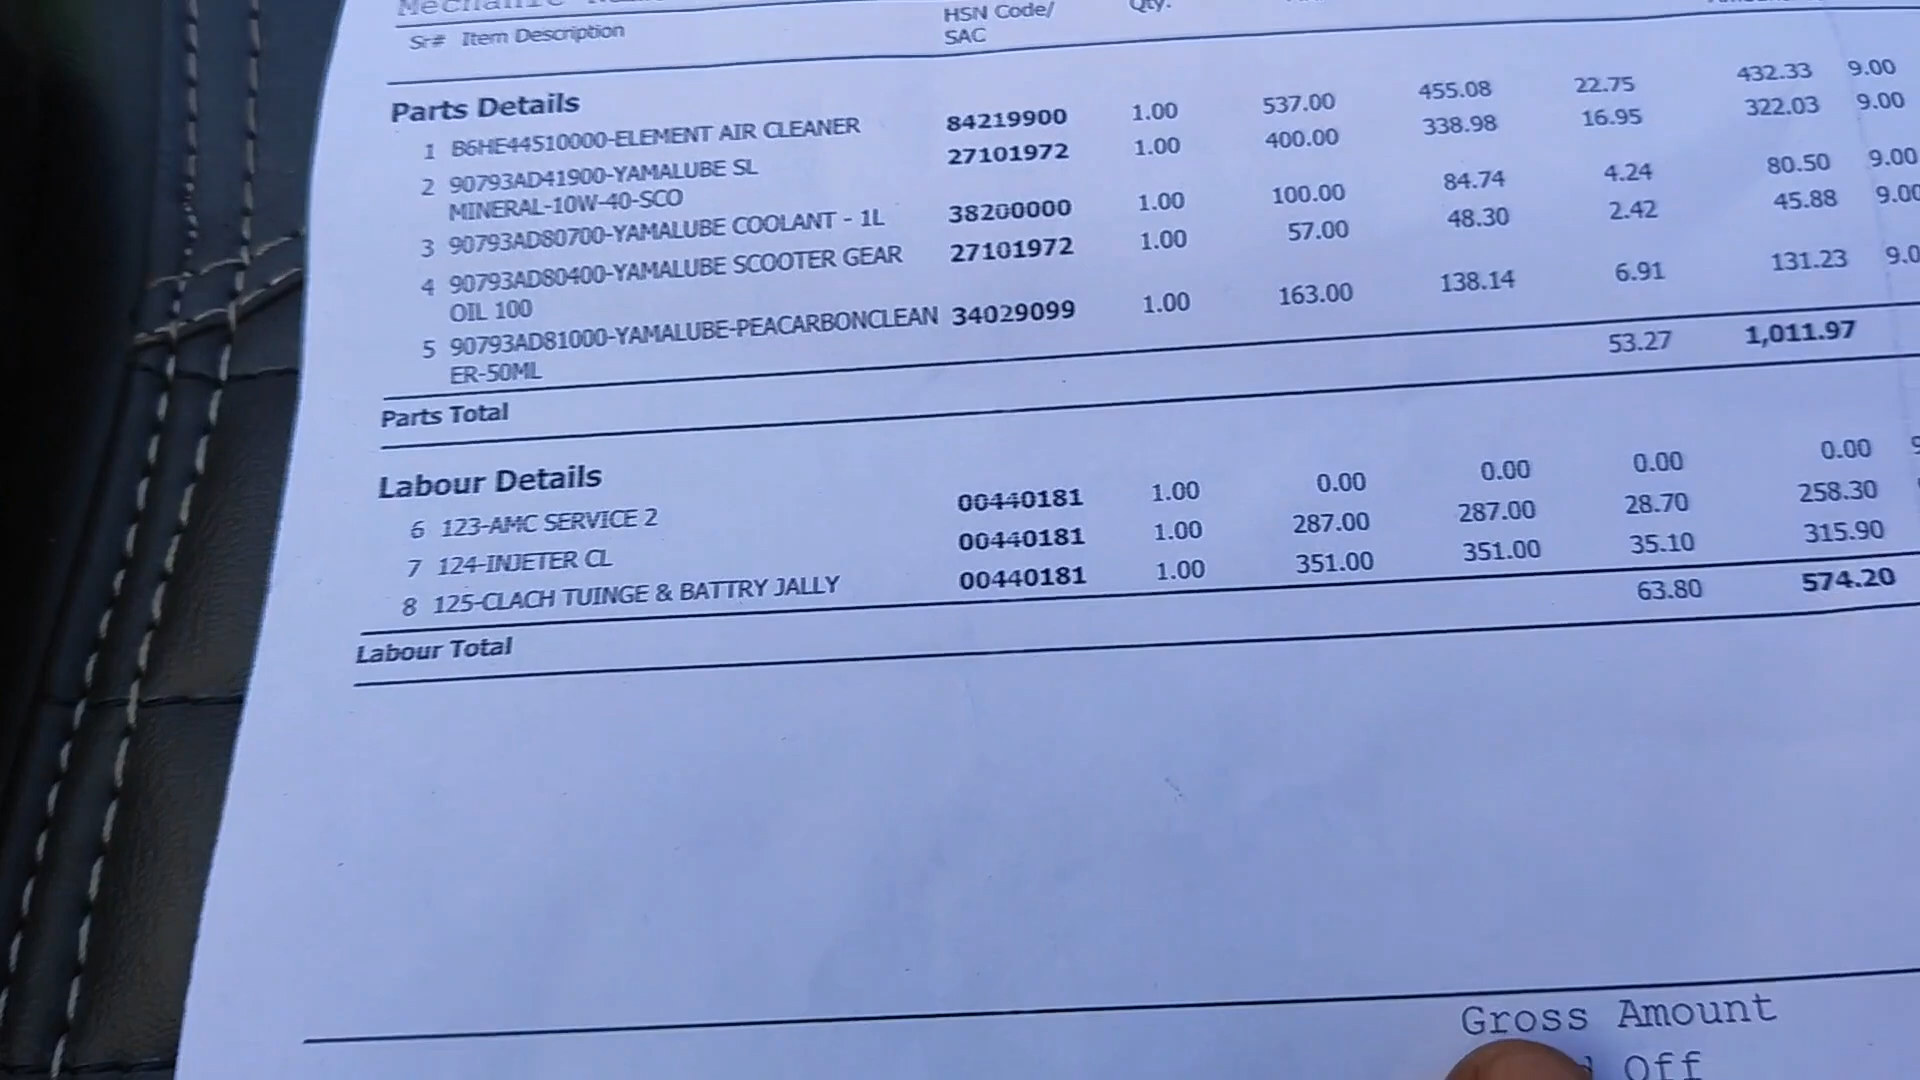 Mechanic
Sr# Item Description HSN Code/ Qty.
SAC
Parts Details
1 B6HE44510000-ELEMENT AIR CLEANER 84219900 1.00 537.00 455.08 22.75 432.33 9.00
2 90793AD41900-YAMALUBE SL 27101972 1.00 400.00 338.98 16.95 322.03 9.00
MINERAL-10W-40-SCO
3 90793AD80700-YAMALUBE COOLANT - 1L 38200000 1.00 100.00 84.74 4.24 80.50 9.00
4 90793AD80400-YAMALUBE SCOOTER GEAR 27101972 1.00 57.00 48.30 2.42 45.88 9.00
OIL 100
5 90793AD81000-YAMALUBE-PEACARBONCLEAN 34029099 1.00 163.00 138.14 6.91 131.23 9.0
ER-50ML
Parts Total 53.27 1,011.97
Labour Details
6 123-AMC SERVICE 2 00440181 1.00 0.00 0.00 0.00 0.00
7 124-INJETER CL 00440181 1.00 287.00 287.00 28.70 258.30
8 125-CLACH TUINGE & BATTRY JALLY 00440181 1.00 351.00 351.00 35.10 315.90
Labour Total 63.80 574.20
Gross Amount
Off